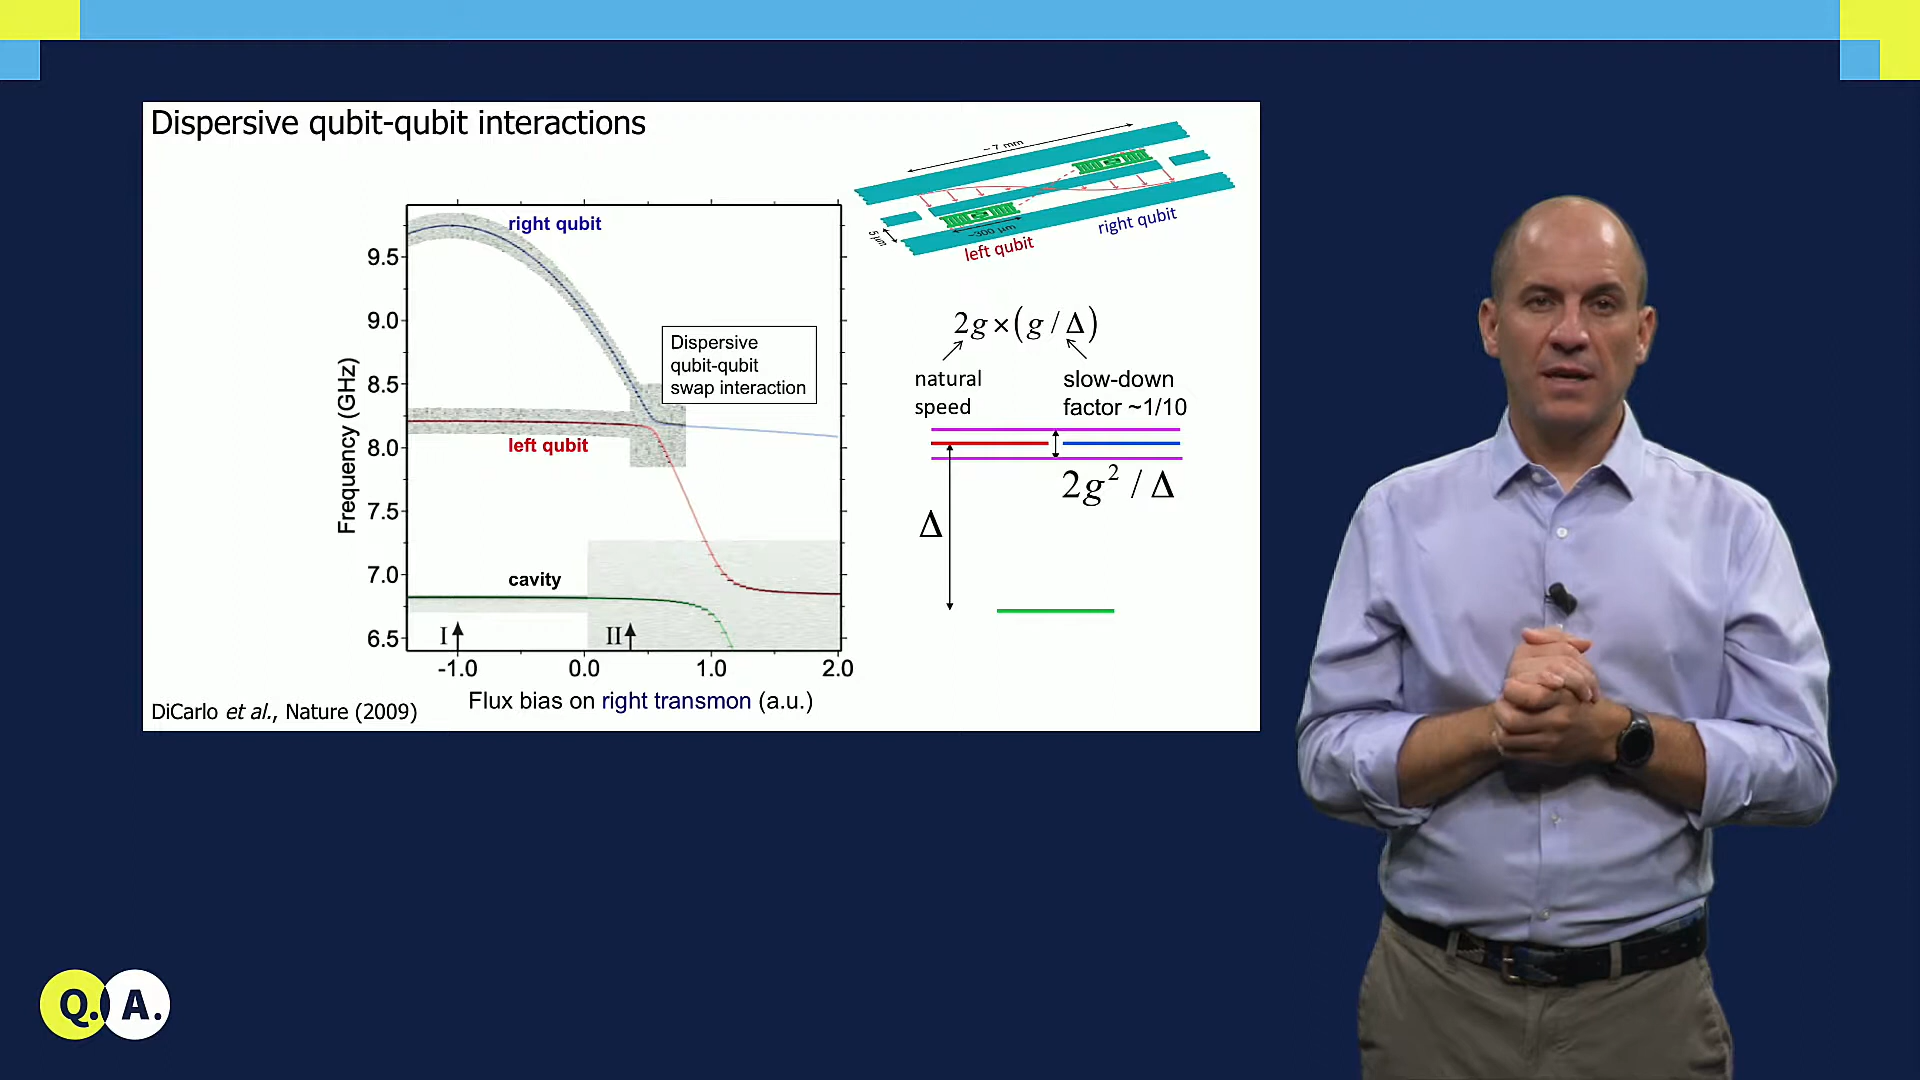 Dispersive qubit-qubit interactions
~7 mm
5 µm
~300 µm
left qubit
right qubit
right qubit
left qubit
cavity
Dispersive
qubit-qubit
swap interaction
Frequency (GHz)
9.5
9.0
8.5
8.0
7.5
7.0
6.5
I
II
-1.0
0.0
1.0
2.0
Flux bias on right transmon (a.u.)
2g×(g/Δ)
natural
speed
slow-down
factor ~1/10
2g²/Δ
Δ
DiCarlo et al., Nature (2009)
Q. A.